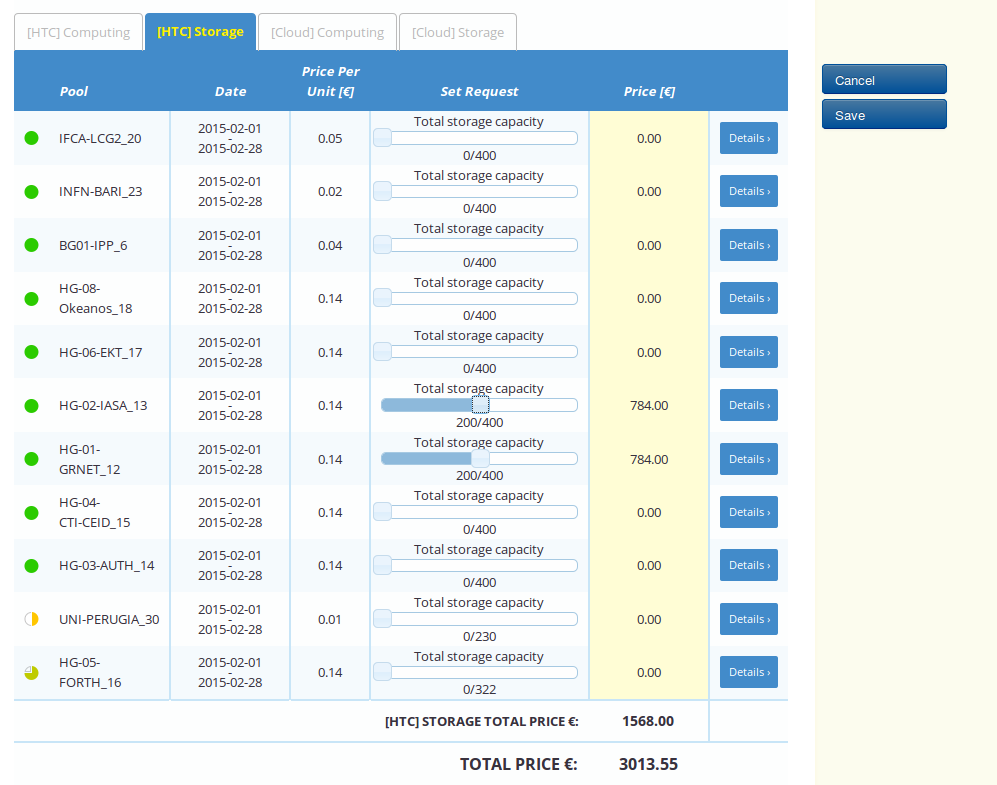 [HTC] Computing [HTC] Storage [Cloud] Computing [Cloud] Storage
Pool Date Price Per Unit [€] Set Request Price [€]
Cancel
Save
Total storage capacity
IFCA-LCG2_20 2015-02-01 - 2015-02-28 0.05 0/400 0.00 Details ›
Total storage capacity
INFN-BARI_23 2015-02-01 - 2015-02-28 0.02 0/400 0.00 Details ›
Total storage capacity
BG01-IPP_6 2015-02-01 - 2015-02-28 0.04 0/400 0.00 Details ›
Total storage capacity
HG-08-Okeanos_18 2015-02-01 - 2015-02-28 0.14 0/400 0.00 Details ›
Total storage capacity
HG-06-EKT_17 2015-02-01 - 2015-02-28 0.14 0/400 0.00 Details ›
Total storage capacity
HG-02-IASA_13 2015-02-01 - 2015-02-28 0.14 200/400 784.00 Details ›
Total storage capacity
HG-01-GRNET_12 2015-02-01 - 2015-02-28 0.14 200/400 784.00 Details ›
Total storage capacity
HG-04-CTI-CEID_15 2015-02-01 - 2015-02-28 0.14 0/400 0.00 Details ›
Total storage capacity
HG-03-AUTH_14 2015-02-01 - 2015-02-28 0.14 0/400 0.00 Details ›
Total storage capacity
UNI-PERUGIA_30 2015-02-01 - 2015-02-28 0.01 0/230 0.00 Details ›
Total storage capacity
HG-05-FORTH_16 2015-02-01 - 2015-02-28 0.14 0/322 0.00 Details ›
[HTC] STORAGE TOTAL PRICE €: 1568.00
TOTAL PRICE €: 3013.55